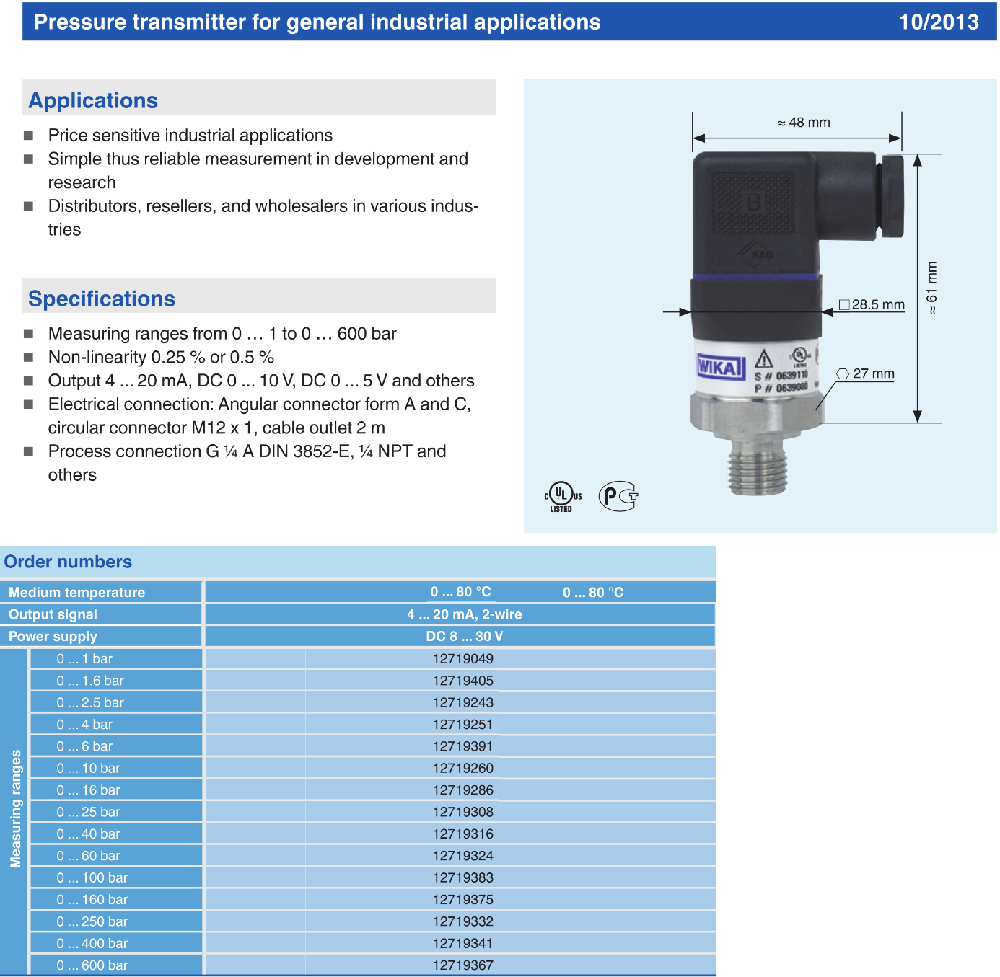 Pressure transmitter for general industrial applications 10/2013
Applications
■ Price sensitive industrial applications
■ Simple thus reliable measurement in development and
research
■ Distributors, resellers, and wholesalers in various indus-
tries
Specifications
■ Measuring ranges from 0 … 1 to 0 … 600 bar
■ Non-linearity 0.25 % or 0.5 %
■ Output 4 ... 20 mA, DC 0 ... 10 V, DC 0 ... 5 V and others
■ Electrical connection: Angular connector form A and C,
circular connector M12 x 1, cable outlet 2 m
■ Process connection G ¼ A DIN 3852-E, ¼ NPT and
others
≈ 48 mm
B
K&B
≈ 61 mm
28.5 mm
WIKA
UL
S # 0639110
P # 0639080
27 mm
C UL US
LISTED
PCT
Order numbers
Medium temperature 0 ... 80 °C 0 ... 80 °C
Output signal 4 ... 20 mA, 2-wire
Power supply DC 8 ... 30 V
Measuring ranges
0 ... 1 bar 12719049
0 ... 1.6 bar 12719405
0 ... 2.5 bar 12719243
0 ... 4 bar 12719251
0 ... 6 bar 12719391
0 ... 10 bar 12719260
0 ... 16 bar 12719286
0 ... 25 bar 12719308
0 ... 40 bar 12719316
0 ... 60 bar 12719324
0 ... 100 bar 12719383
0 ... 160 bar 12719375
0 ... 250 bar 12719332
0 ... 400 bar 12719341
0 ... 600 bar 12719367